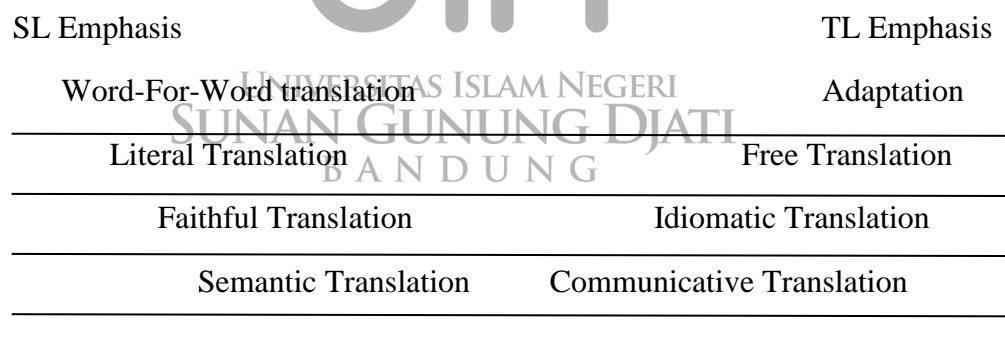 SL Emphasis TL Emphasis
Word-For-Word translation Adaptation
UNIVERSITAS ISLAM NEGERI
SUNAN GUNUNG DJATI
Literal Translation Free Translation
BANDUNG
Faithful Translation Idiomatic Translation
Semantic Translation Communicative Translation